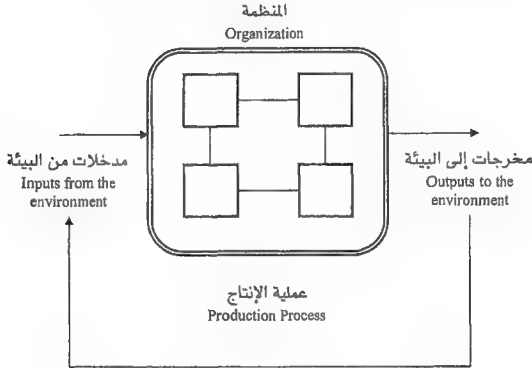 المنظمة
Organization
مدخلات من البيئة
Inputs from the
environment
مخرجات إلى البيئة
Outputs to the
environment
عملية الإنتاج
Production Process